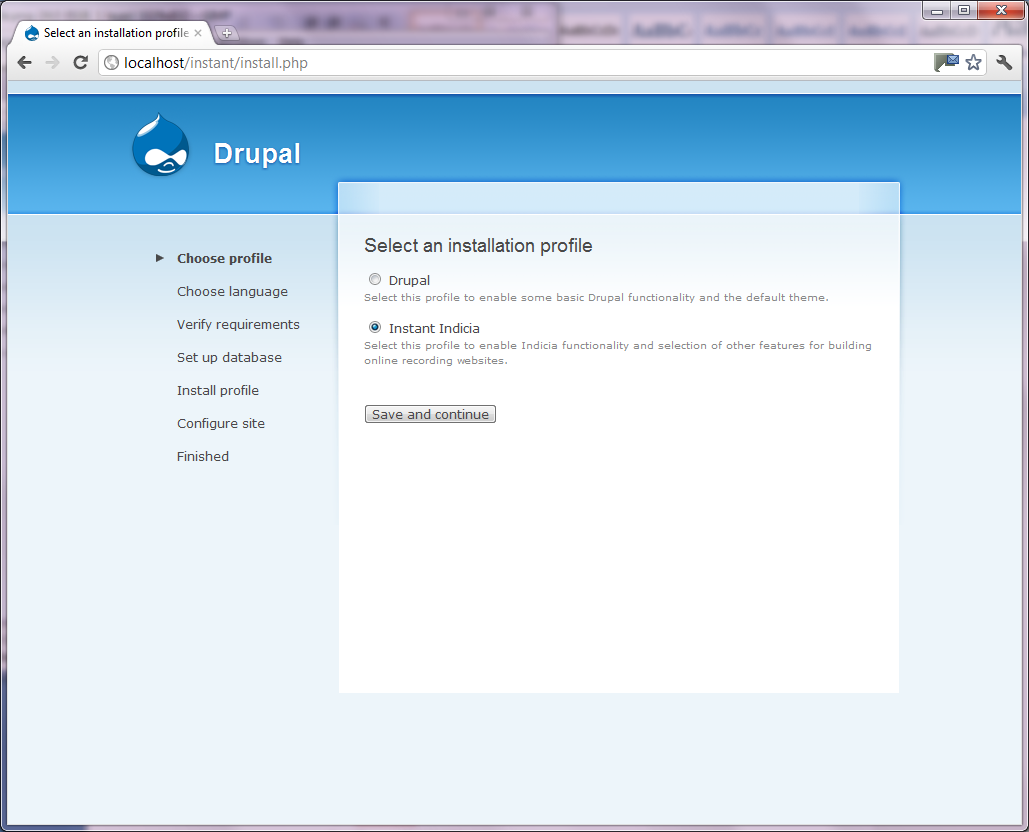 Select an installation profile
localhost/instant/install.php
Drupal
Choose profile
Choose language
Verify requirements
Set up database
Install profile
Configure site
Finished
Select an installation profile
Drupal
Select this profile to enable some basic Drupal functionality and the default theme.
Instant Indicia
Select this profile to enable Indicia functionality and selection of other features for building
online recording websites.
Save and continue